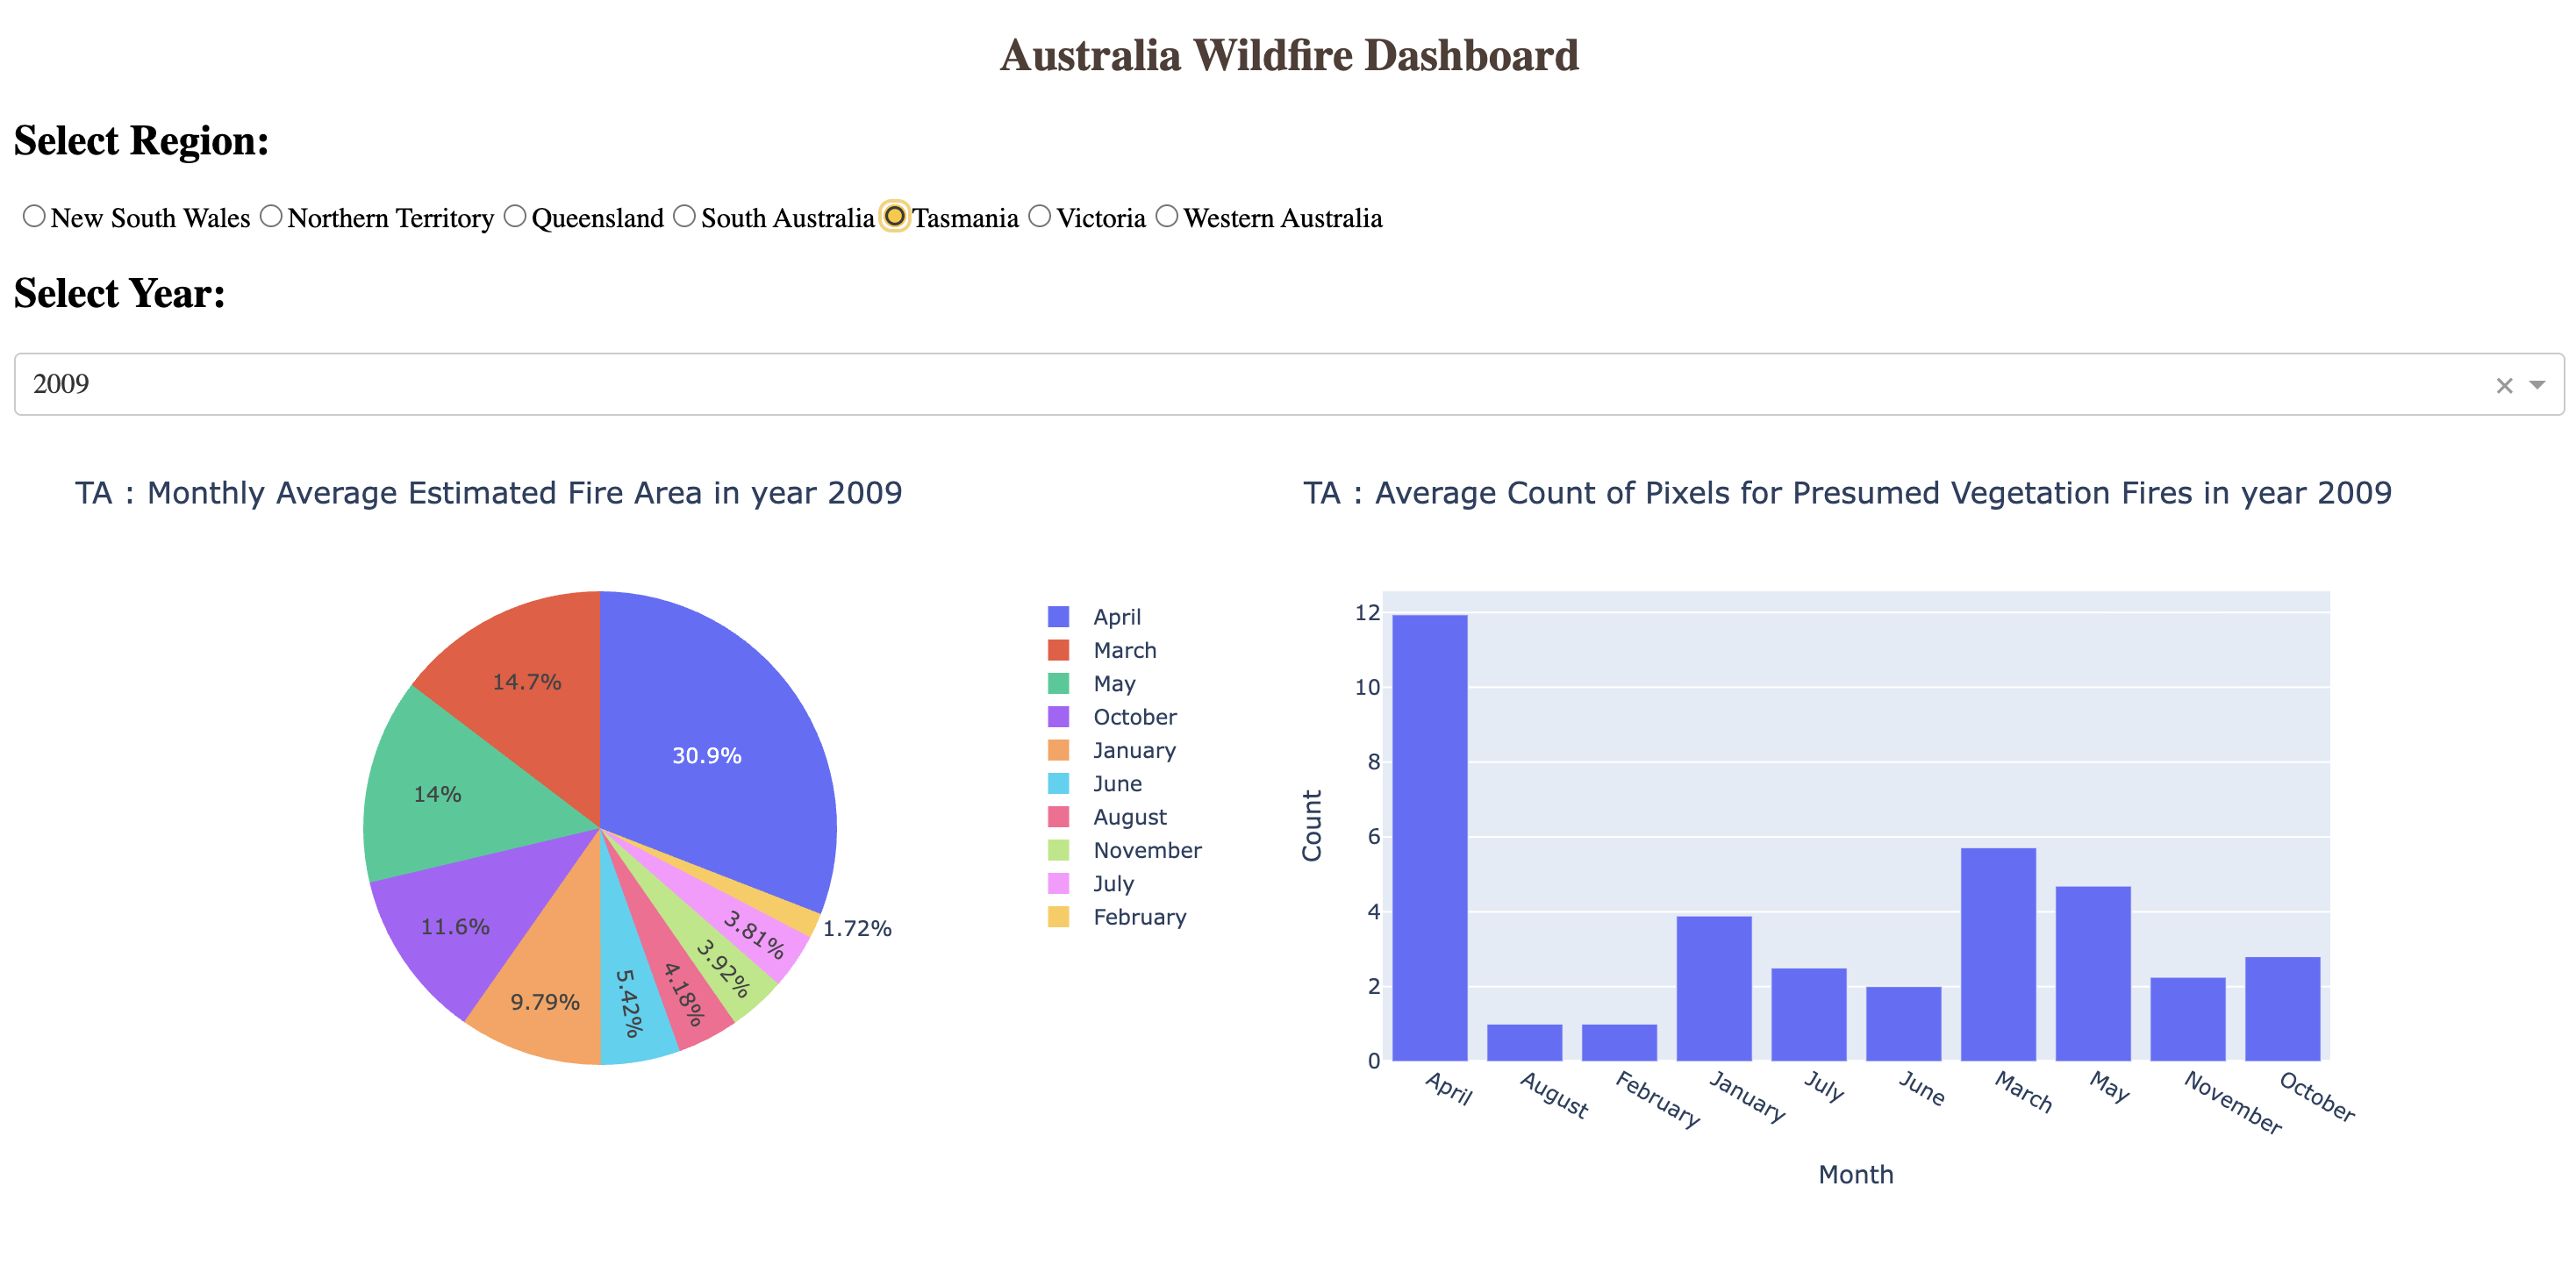 Australia Wildfire Dashboard
Select Region:
New South Wales Northern Territory Queensland South Australia Tasmania Victoria Western Australia
Select Year:
2009
TA : Monthly Average Estimated Fire Area in year 2009
30.9%
14.7%
14%
11.6%
9.79%
5.42%
4.18%
3.92%
3.81%
1.72%
April
March
May
October
January
June
August
November
July
February
TA : Average Count of Pixels for Presumed Vegetation Fires in year 2009
12
10
8
6
4
2
0
Count
April August February January July June March May November October
Month